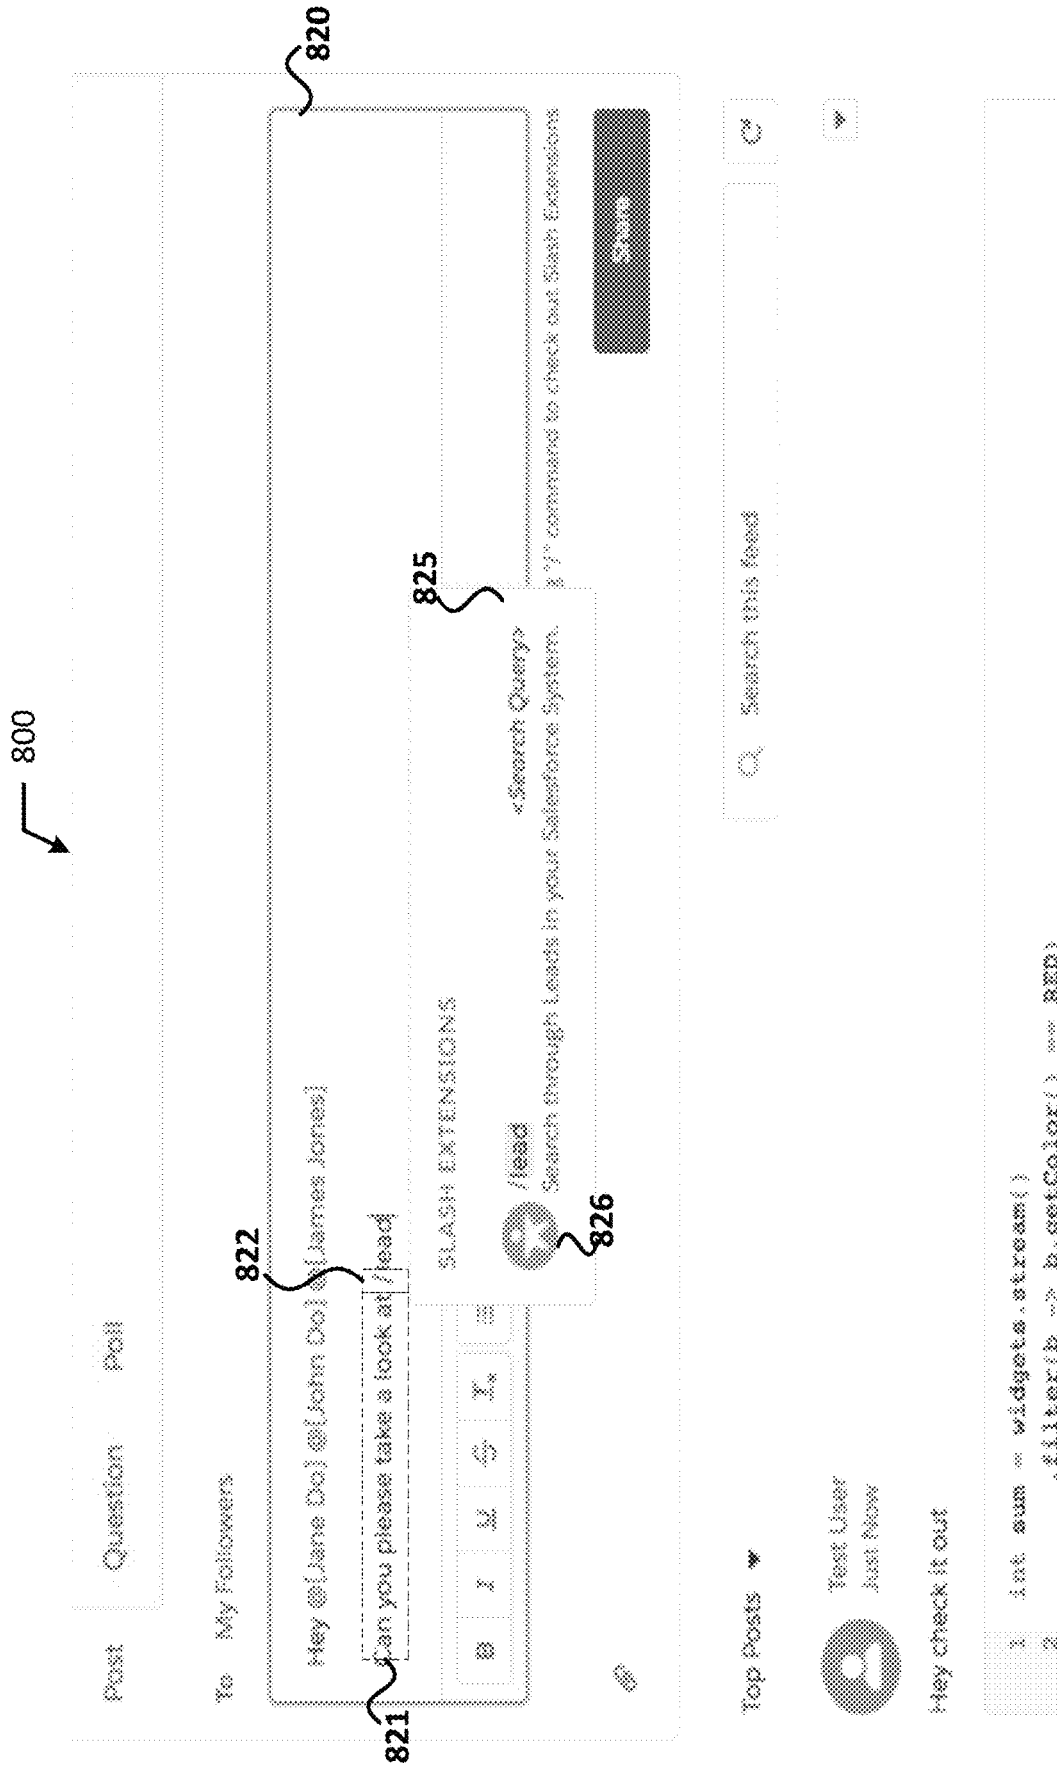 800
Post Question Poll
To My Followers
820
Hey @[Jane Do] @[John Do] @[James Jones]
822
821
Can you please take a look at /lead
825
SLASH EXTENSIONS
/lead <Search Query>
Search through Leads in your Salesforce System.
826
B I U S
"/" command to check out Slash Extensions
Share
Top Posts
Search this feed
Test User
Just Now
Hey check it out
1 int sum = widgets.stream()
2 .filter(b -> b.getColor() == RED)